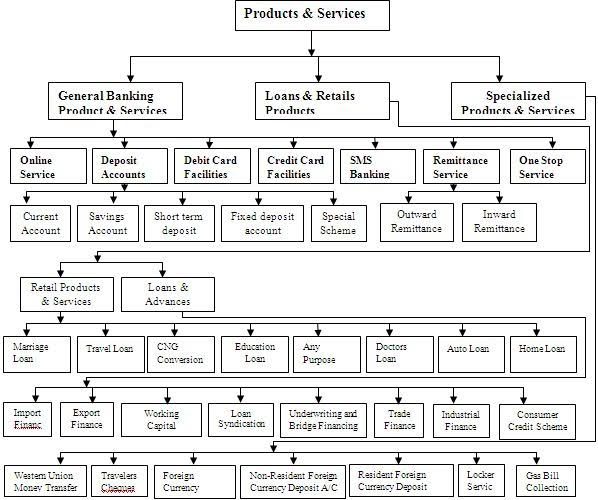 Products & Services
General Banking
Product & Services
Loans & Retails
Products
Specialized
Products & Services
Online
Service
Deposit
Accounts
Debit Card
Facilities
Credit Card
Facilities
SMS
Banking
Remittance
Service
One Stop
Service
Current
Account
Savings
Account
Short term
deposit
Fixed deposit
account
Special
Scheme
Outward
Remittance
Inward
Remittance
Retail Products
& Services
Loans &
Advances
Marriage
Loan
Travel Loan
CNG
Conversion
Education
Loan
Any
Purpose
Doctors
Loan
Auto Loan
Home Loan
Import
Financ
Export
Finance
Working
Capital
Loan
Syndication
Underwriting and
Bridge Financing
Trade
Finance
Industrial
Finance
Consumer
Credit Scheme
Western Union
Money Transfer
Travelers
Cheques
Foreign
Currency
Non-Resident Foreign
Currency Deposit A/C
Resident Foreign
Currency Deposit
Locker
Servic
Gas Bill
Collection